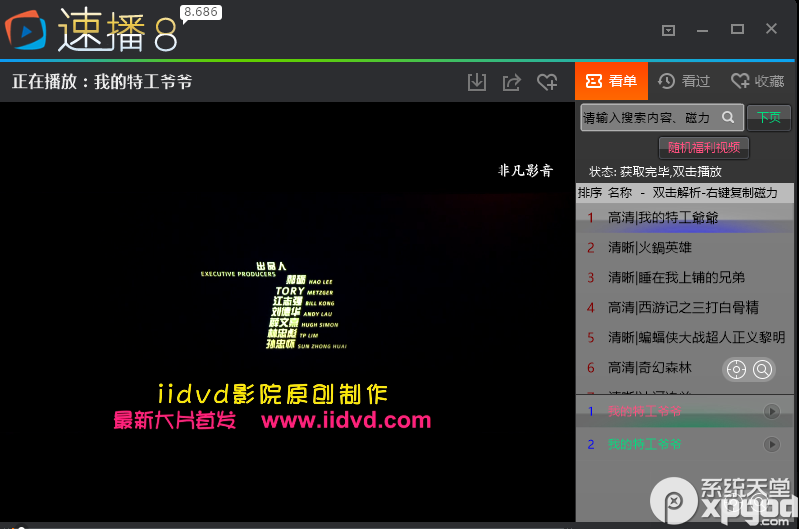 速播8
8.686
正在播放：我的特工爷爷
看单 看过 收藏
请输入搜索内容、磁力
下页
随机福利视频
状态: 获取完毕,双击播放
排序 名称 - 双击解析-右键复制磁力
1 高清|我的特工爺爺
2 清晰|火鍋英雄
3 清晰|睡在我上铺的兄弟
4 高清|西游记之三打白骨精
5 清晰|蝙蝠侠大战超人正义黎明
6 高清|奇幻森林
1 我的特工爷爷
2 我的特工爷爷
非凡影音
出品人
EXECUTIVE PRODUCERS
郝礪 HAO LEE
TORY METZGER
江志强 BILL KONG
刘德华 ANDY LAU
HUGH SIMON
林忠彪 TP LIM
孙忠怀 SUN ZHONG HUAI
iidvd影院原创制作
最新大片首发 www.iidvd.com
系统天堂
xpgod
.com